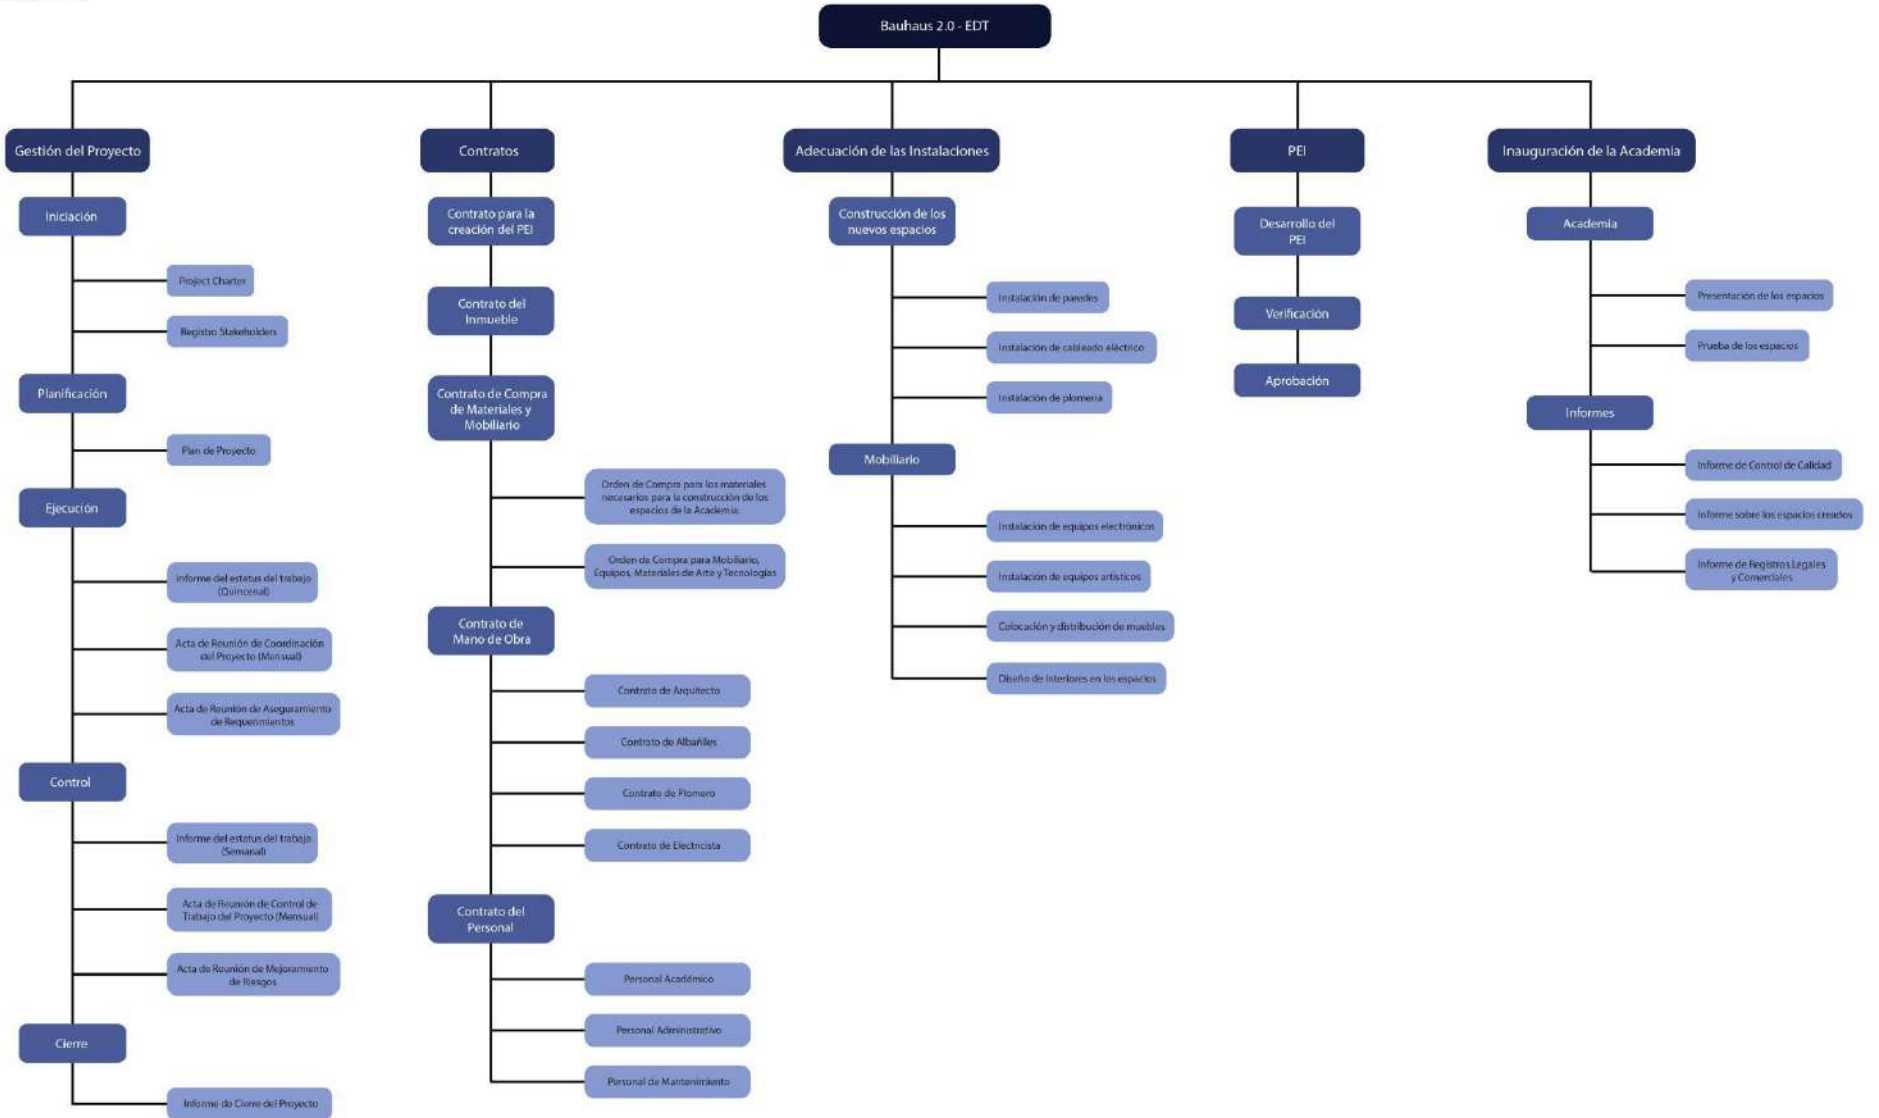 Bauhaus 2.0 - EDT
Gestión del Proyecto
Iniciación
Project Charter
Registro Stakeholders
Planificación
Plan de Proyecto
Ejecución
Informe del estatus del trabajo
(Quincenal)
Acta de Reunión de Coordinación
del Proyecto (Mensual)
Acta de Reunión de Aseguramiento
de Requerimientos
Control
Informe del estatus del trabajo
(Semanal)
Acta de Reunión de Control de
Trabajo del Proyecto (Mensual)
Acta de Reunión de Mejoramiento
de Riesgos
Cierre
Informe de Cierre del Proyecto
Contratos
Contrato para la
creación del PEI
Contrato del
Inmueble
Contrato de Compra
de Materiales y
Mobiliario
Orden de Compra para los materiales
necesarios para la construcción de los
espacios de la Academia.
Orden de Compra para Mobiliario,
Equipos, Materiales de Arte y Tecnologías
Contrato de
Mano de Obra
Contrato de Arquitecto
Contrato de Albañiles
Contrato de Plomero
Contrato de Electricista
Contrato del
Personal
Personal Académico
Personal Administrativo
Personal de Mantenimiento
Adecuación de las Instalaciones
Construcción de los
nuevos espacios
Instalación de paredes
Instalación de cableado eléctrico
Instalación de plomería
Mobiliario
Instalación de equipos electrónicos
Instalación de equipos artísticos
Colocación y distribución de muebles
Diseño de Interiores en los espacios
PEI
Desarrollo del
PEI
Verificación
Aprobación
Inauguración de la Academia
Academia
Presentación de los espacios
Prueba de los espacios
Informes
Informe de Control de Calidad
Informe sobre los espacios creados
Informe de Registros Legales
y Comerciales